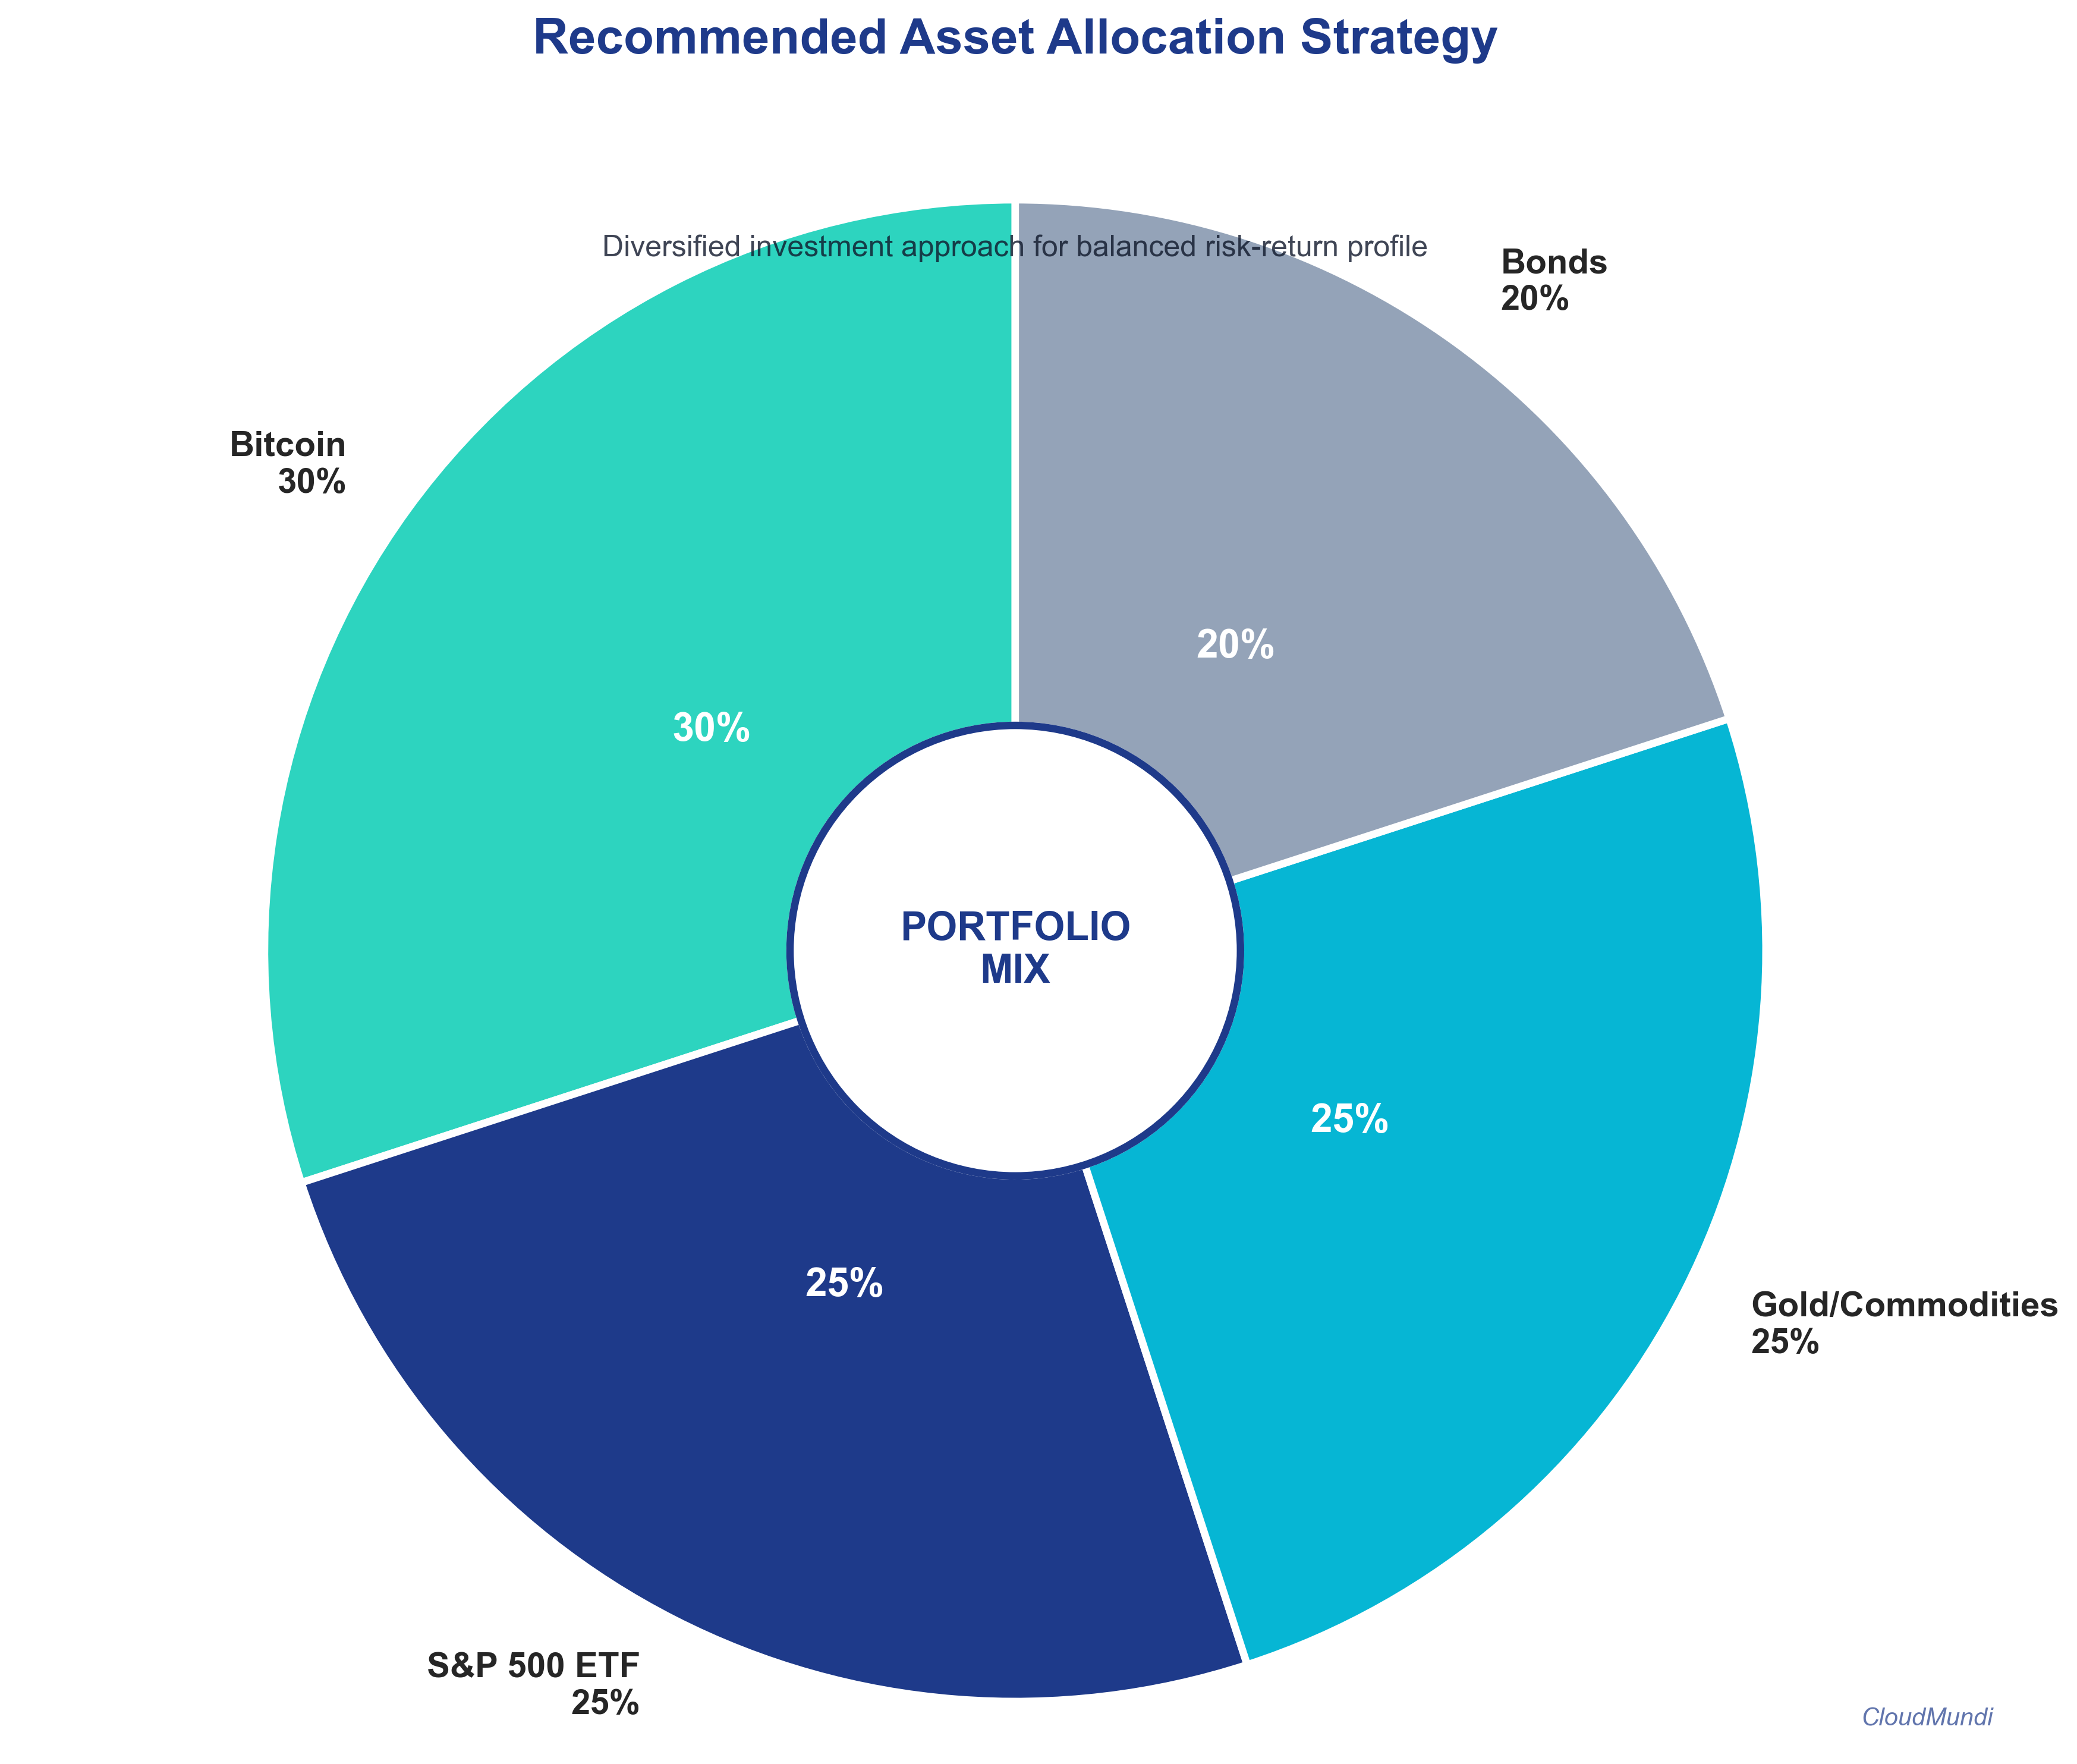 Recommended Asset Allocation Strategy
Diversified investment approach for balanced risk-return profile
Bonds
20%
Bitcoin
30%
20%
30%
PORTFOLIO
MIX
25%
25%
Gold/Commodities
25%
S&P 500 ETF
25%
CloudMundi